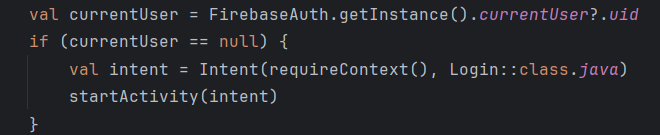 val currentUser = FirebaseAuth.getInstance().currentUser?.uid
if (currentUser == null) {
    val intent = Intent(requireContext(), Login::class.java)
    startActivity(intent)
}